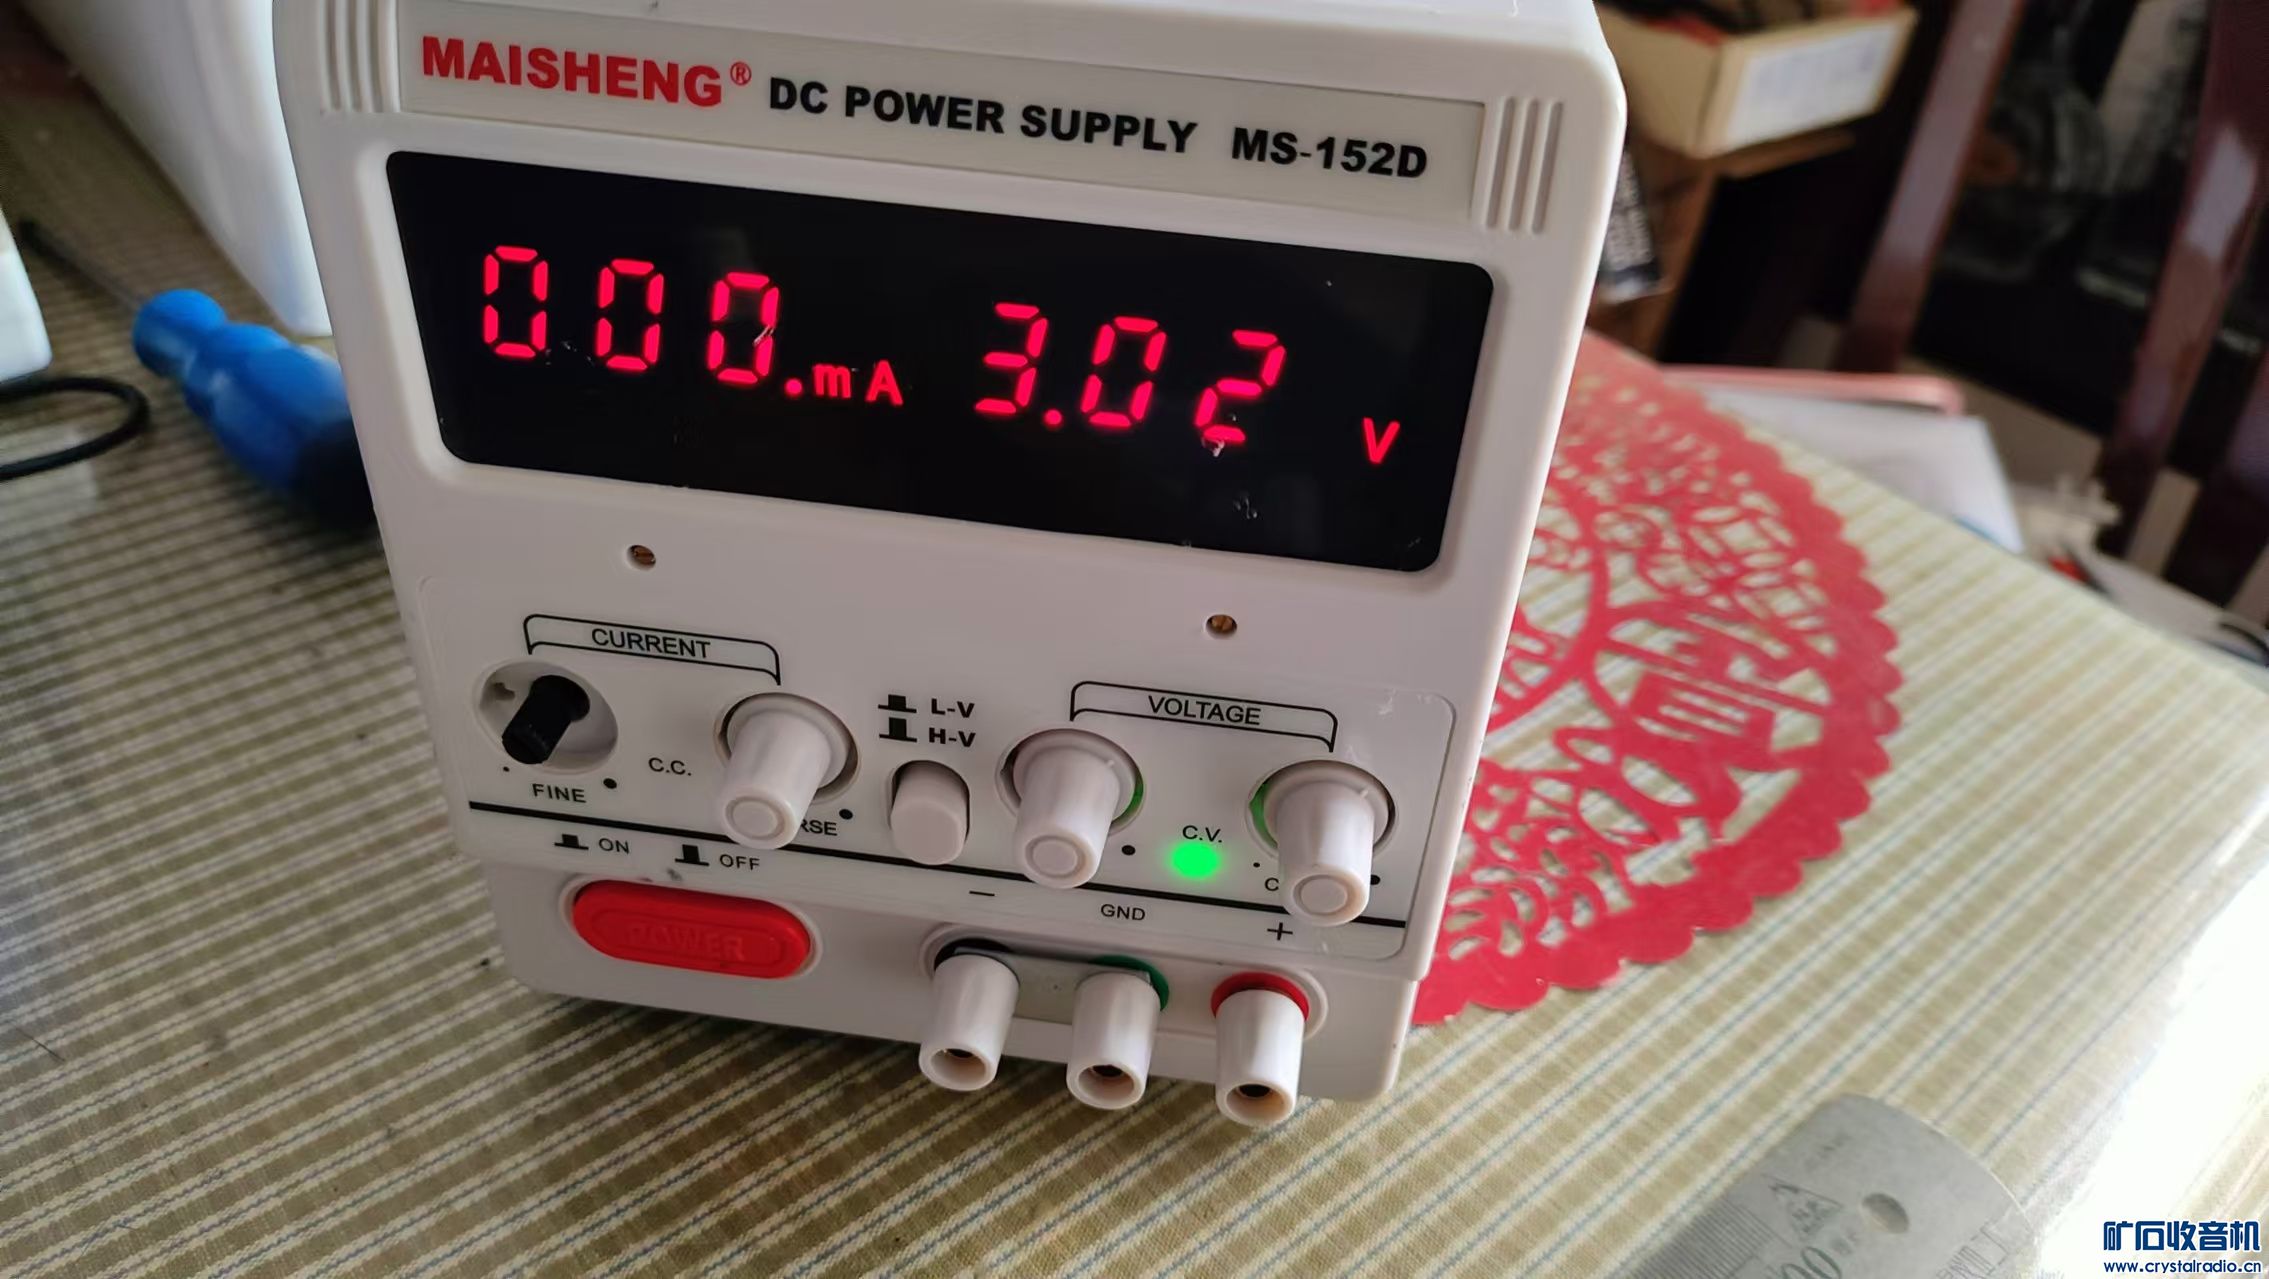 MAISHENG® DC POWER SUPPLY MS-152D
000.mA 3.02 V
CURRENT
L-V
H-V
VOLTAGE
C.C.
FINE
RSE
C.V.
C
ON
OFF
POWER
−
GND
+
矿石收音机
www.crystalradio.cn